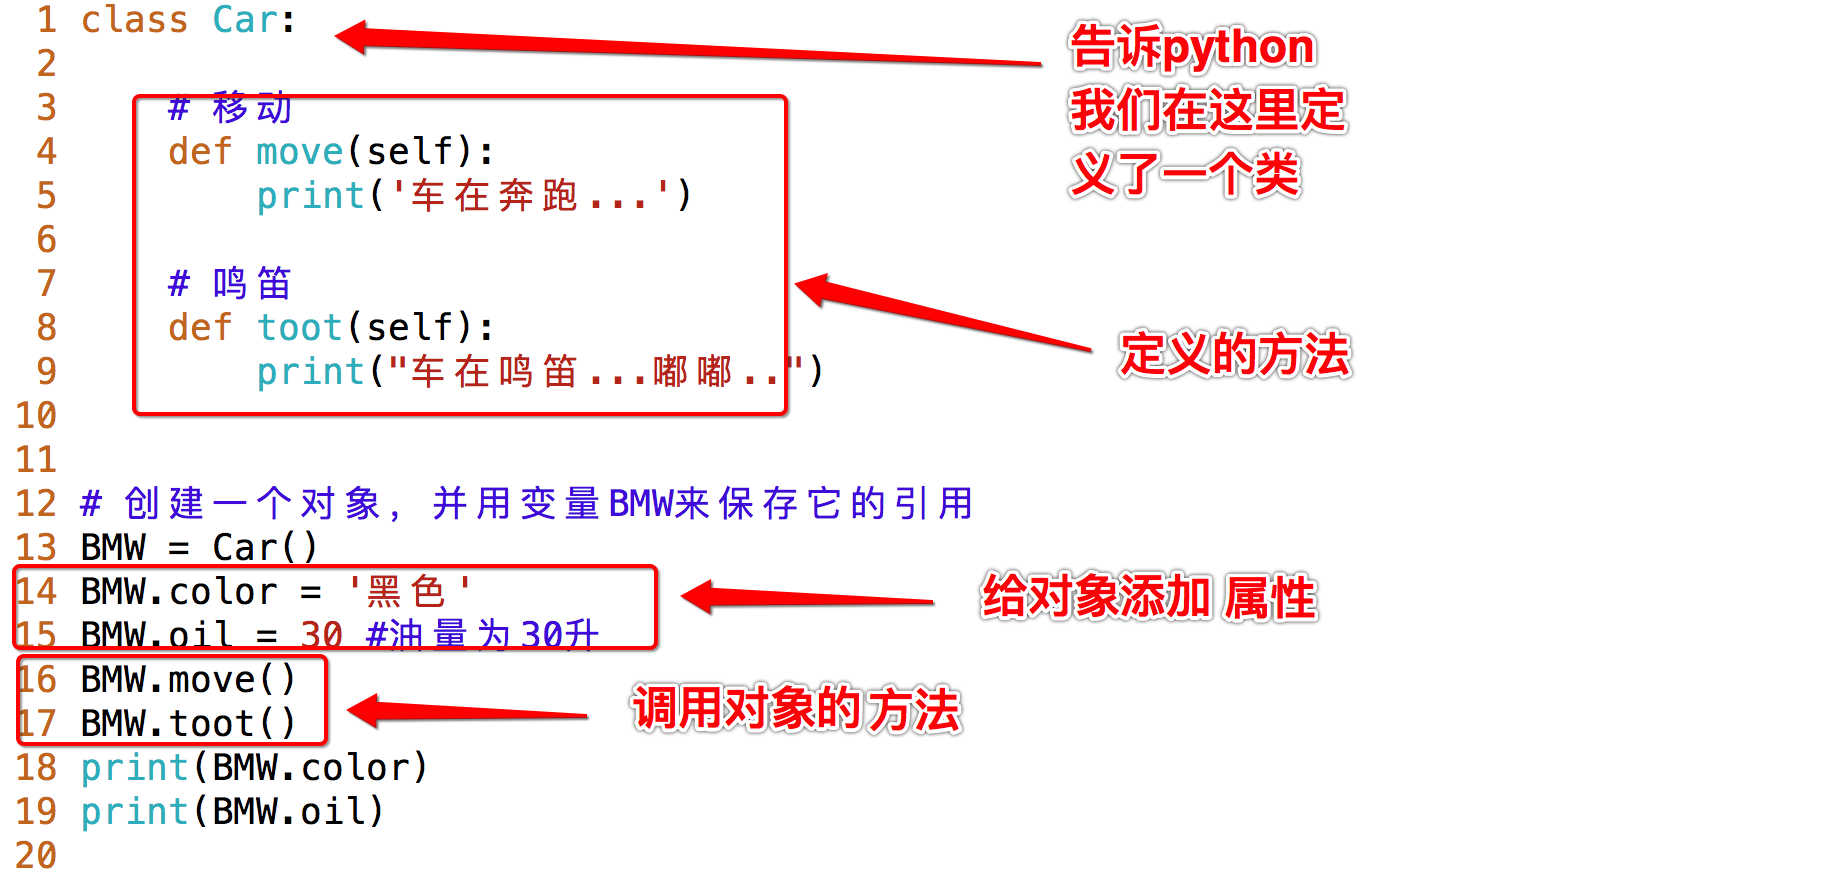 1 class Car:
告诉python
我们在这里定
义了一个类
2
3     # 移动
4     def move(self):
5         print('车在奔跑...')
6
7     # 鸣笛
8     def toot(self):
9         print("车在鸣笛...嘟嘟..")
定义的方法
10
11
12 # 创建一个对象，并用变量BMW来保存它的引用
13 BMW = Car()
14 BMW.color = '黑色'
15 BMW.oil = 30 #油量为30升
给对象添加 属性
16 BMW.move()
17 BMW.toot()
调用对象的方法
18 print(BMW.color)
19 print(BMW.oil)
20